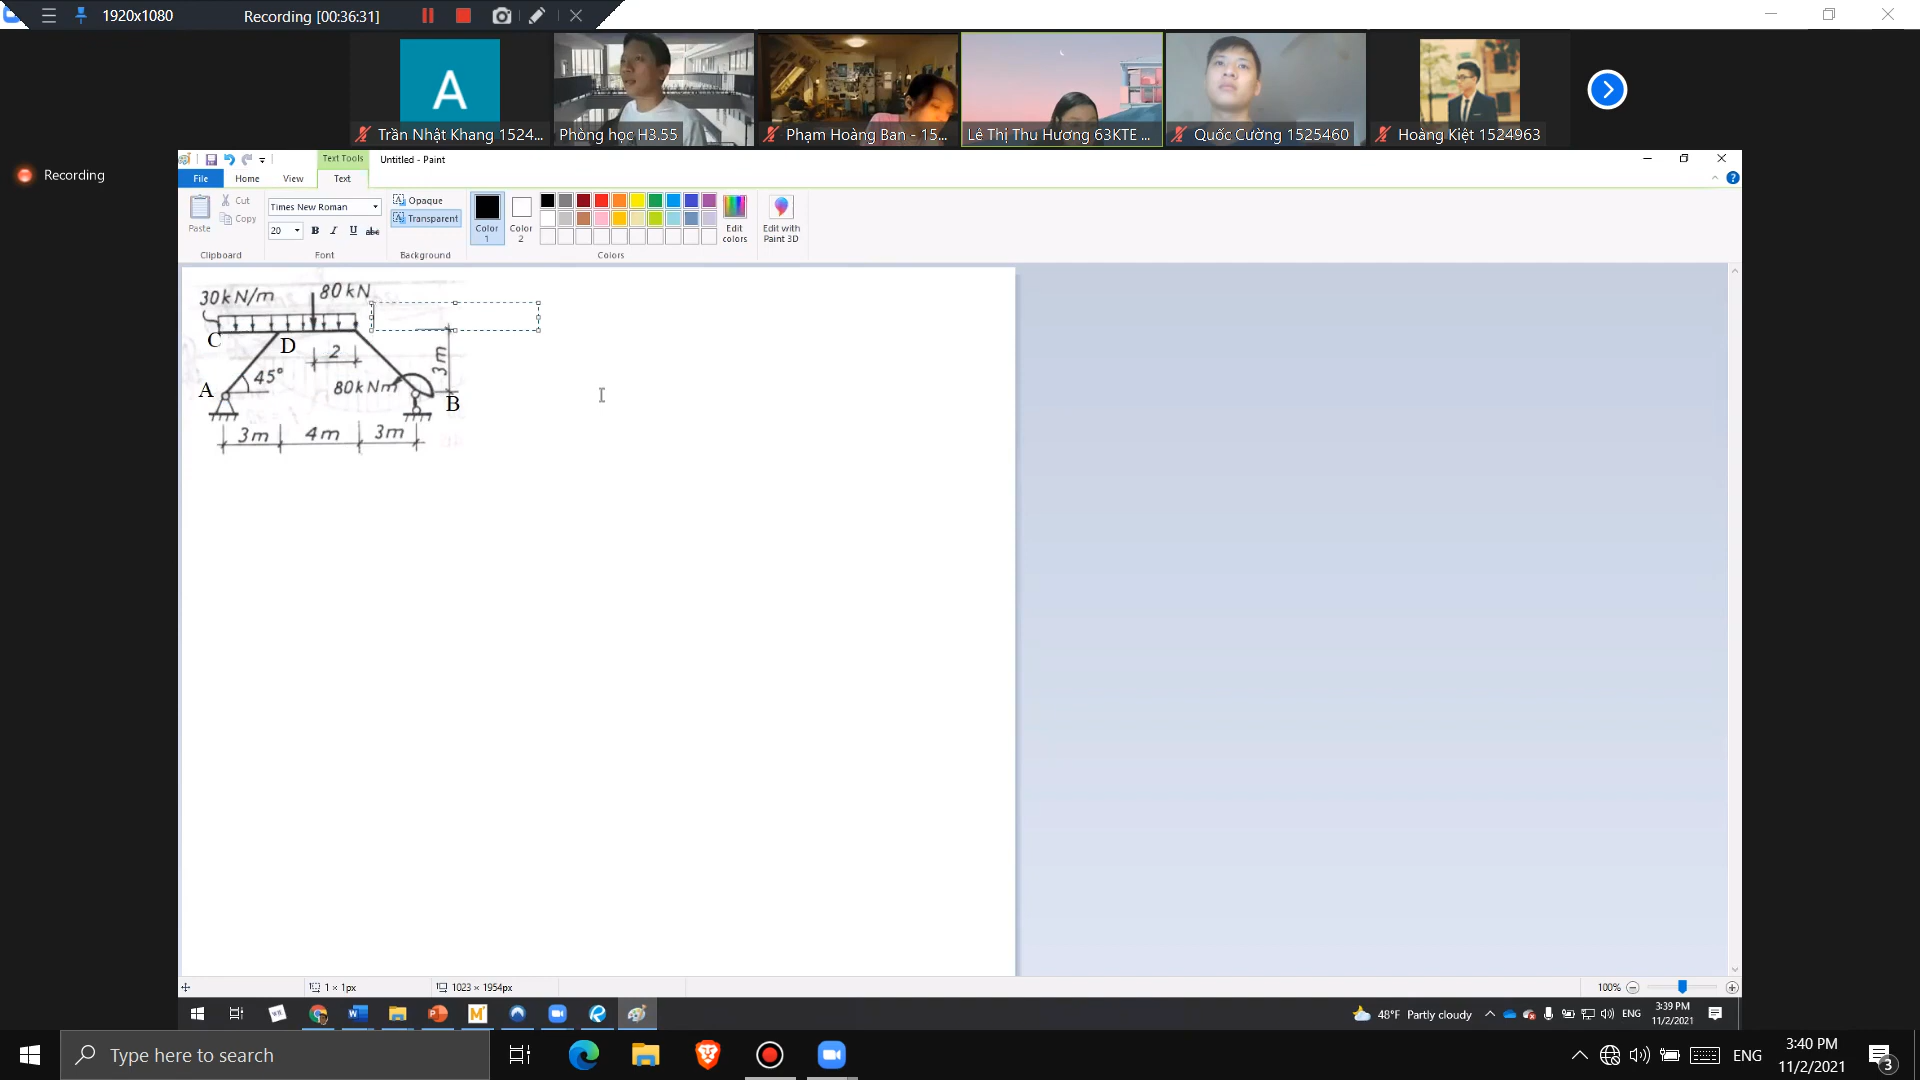 1920x1080
Recording [00:36:31]
A
Trần Nhật Khang 1524...
Phòng học H3.55
Phạm Hoàng Ban - 15...
Lê Thị Thu Hương 63KTE ...
Quốc Cường 1525460
Hoàng Kiệt 1524963
Recording
Text Tools
Untitled - Paint
File
Home
View
Text
Paste
Cut
Copy
Clipboard
Times New Roman
20
B I U abc
Font
Opaque
Transparent
Background
Color 1
Color 2
Edit colors
Colors
Edit with Paint 3D
30kN/m
80kN
C
D
2
3m
A
45°
80kNm
B
3m
4m
3m
1 × 1px
1023 × 1954px
100%
48°F Partly cloudy
ENG
3:39 PM
11/2/2021
Type here to search
ENG
3:40 PM
11/2/2021
3